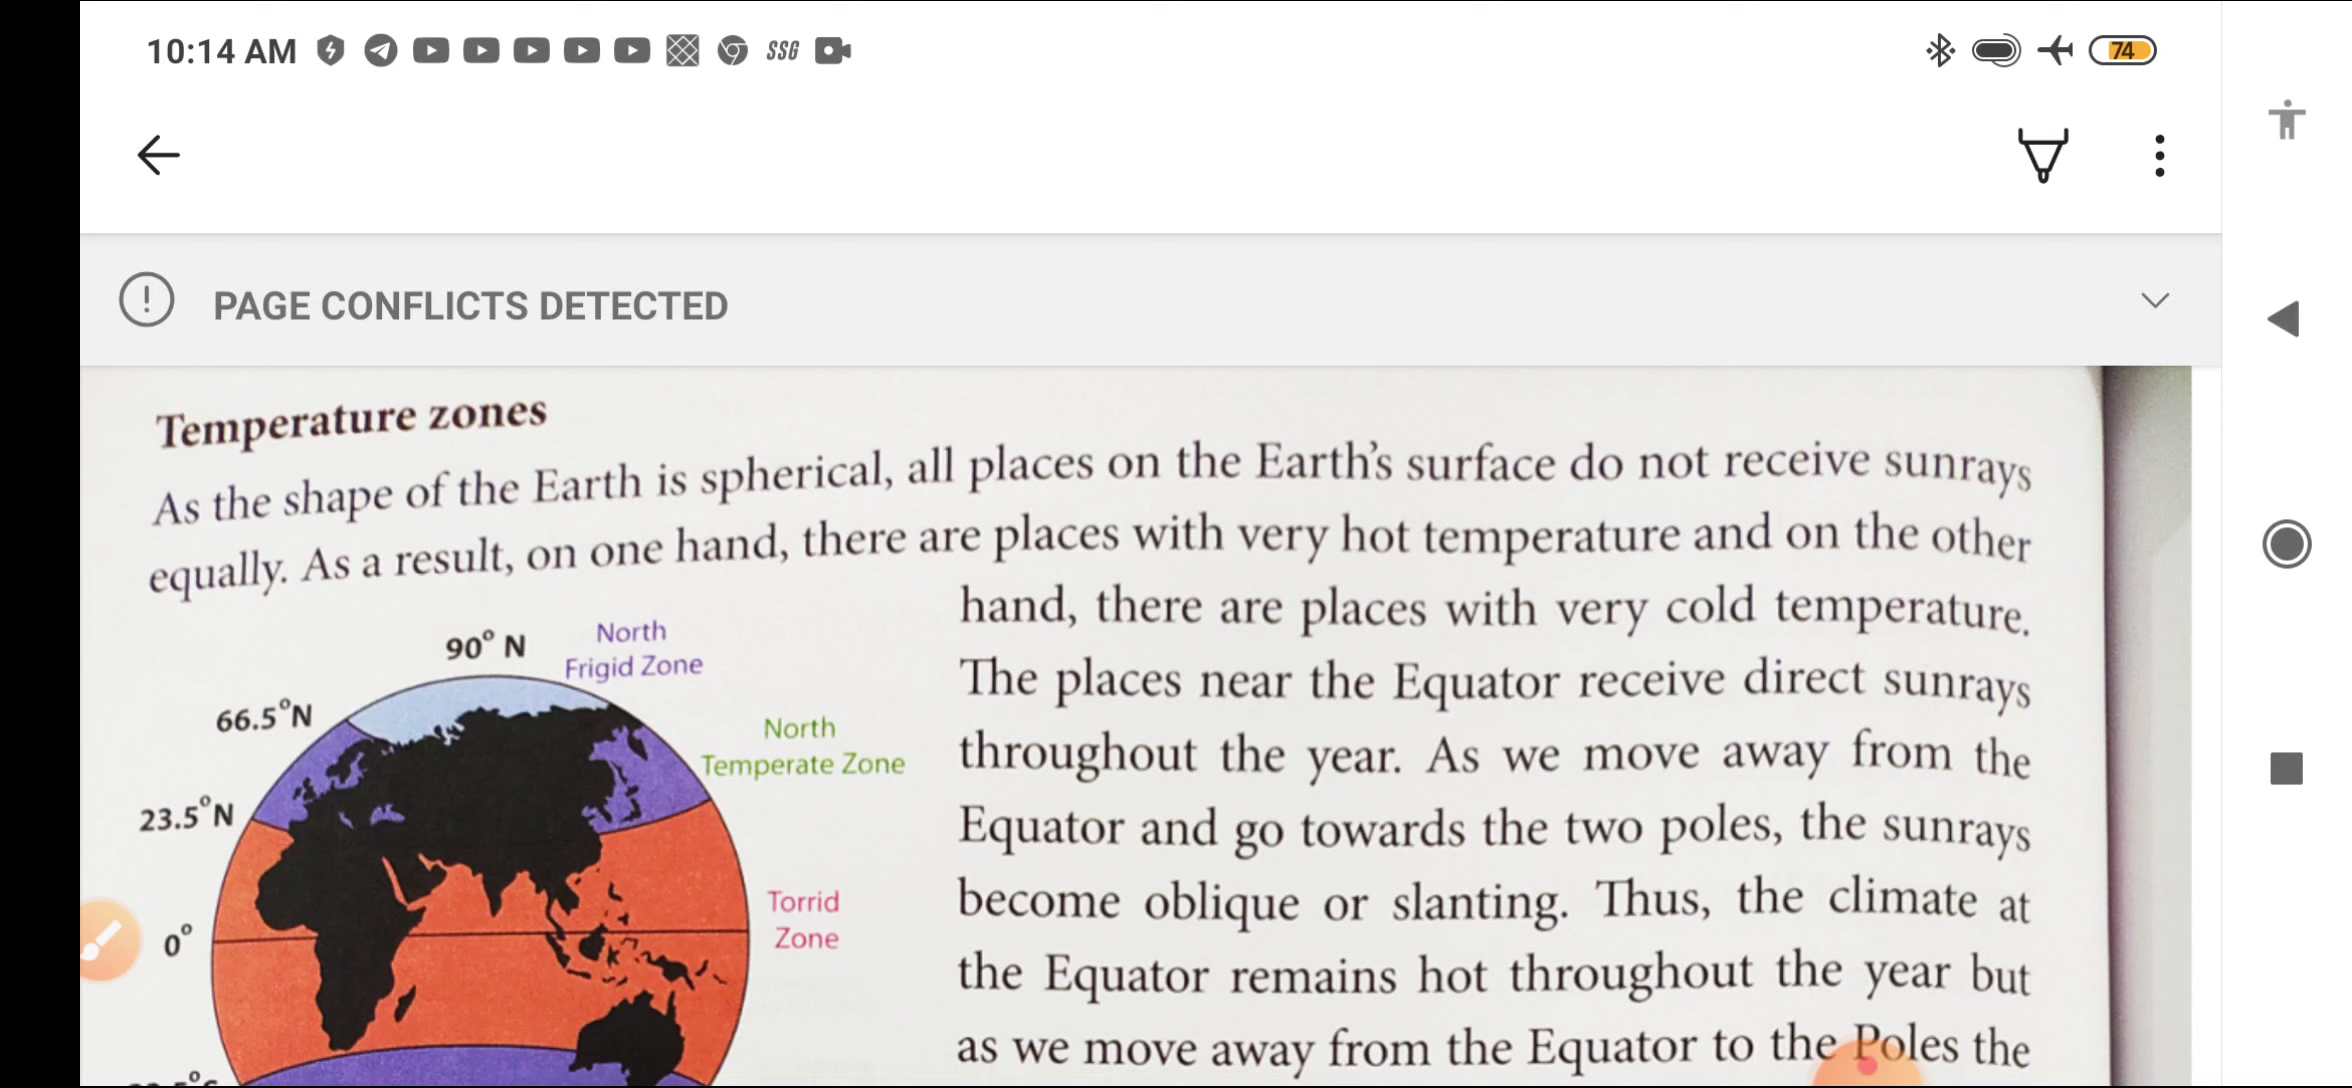 10:14 AM
SSG
74
PAGE CONFLICTS DETECTED
Temperature zones
As the shape of the Earth is spherical, all places on the Earth's surface do not receive sunrays
equally. As a result, on one hand, there are places with very hot temperature and on the other
hand, there are places with very cold temperature.
The places near the Equator receive direct sunrays
throughout the year. As we move away from the
Equator and go towards the two poles, the sunrays
become oblique or slanting. Thus, the climate at
the Equator remains hot throughout the year but
as we move away from the Equator to the Poles the
90° N
North
Frigid Zone
66.5°N
North
Temperate Zone
23.5°N
Torrid
Zone
0°